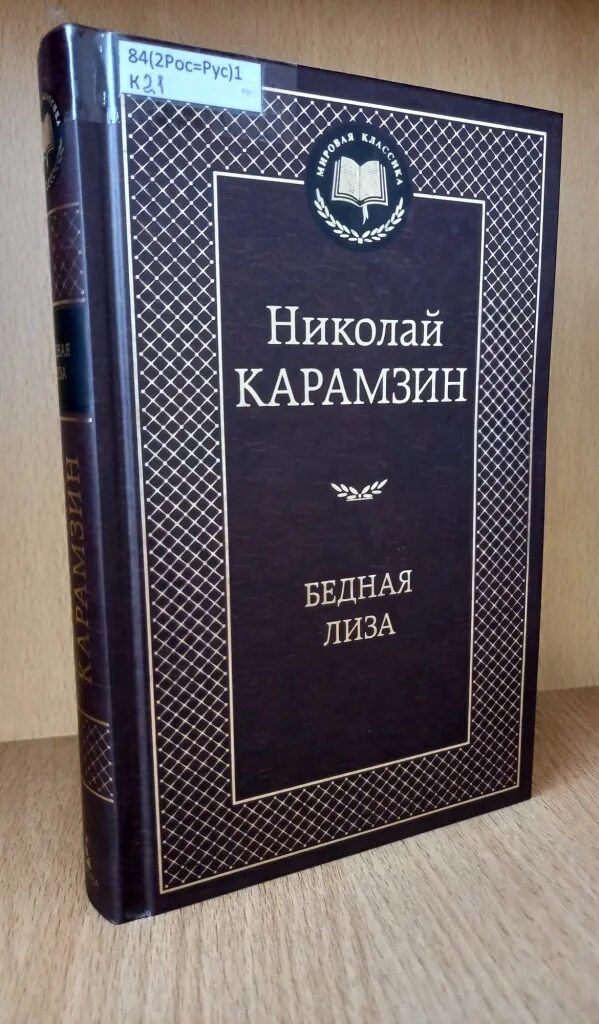 84(2Рос=Рус)1
К21
МИРОВАЯ КЛАССИКА
Николай
КАРАМЗИН
БЕДНАЯ
ЛИЗА
КАРАМЗИН